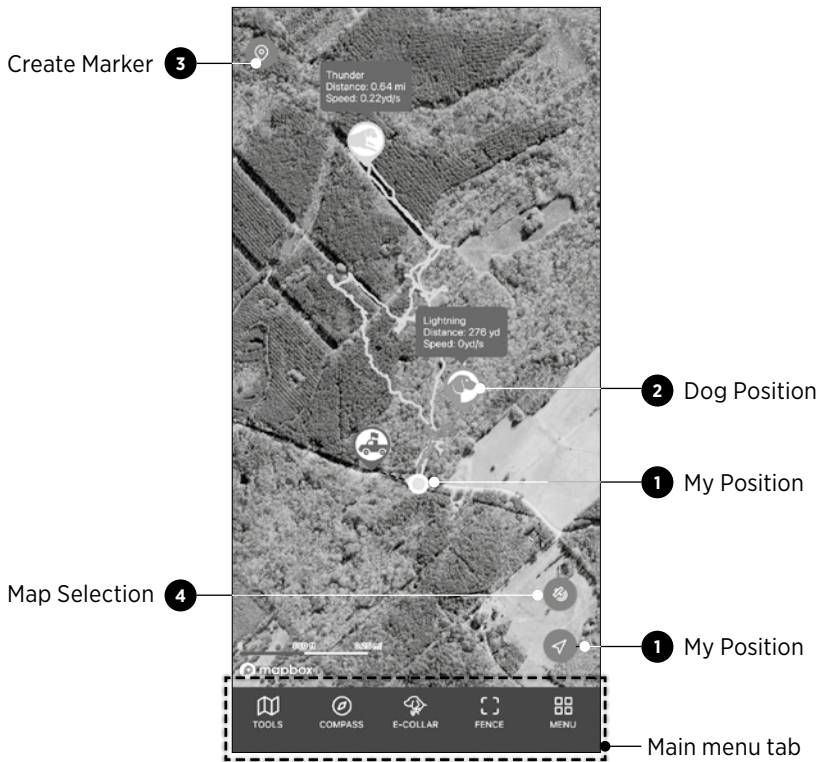 Create Marker 3
Thunder
Distance: 0.64 mi
Speed: 0.22yd/s
Lightning
Distance: 276 yd
Speed: 0yd/s
2 Dog Position
1 My Position
Map Selection 4
1 My Position
mapbox
TOOLS COMPASS E-COLLAR FENCE MENU
Main menu tab